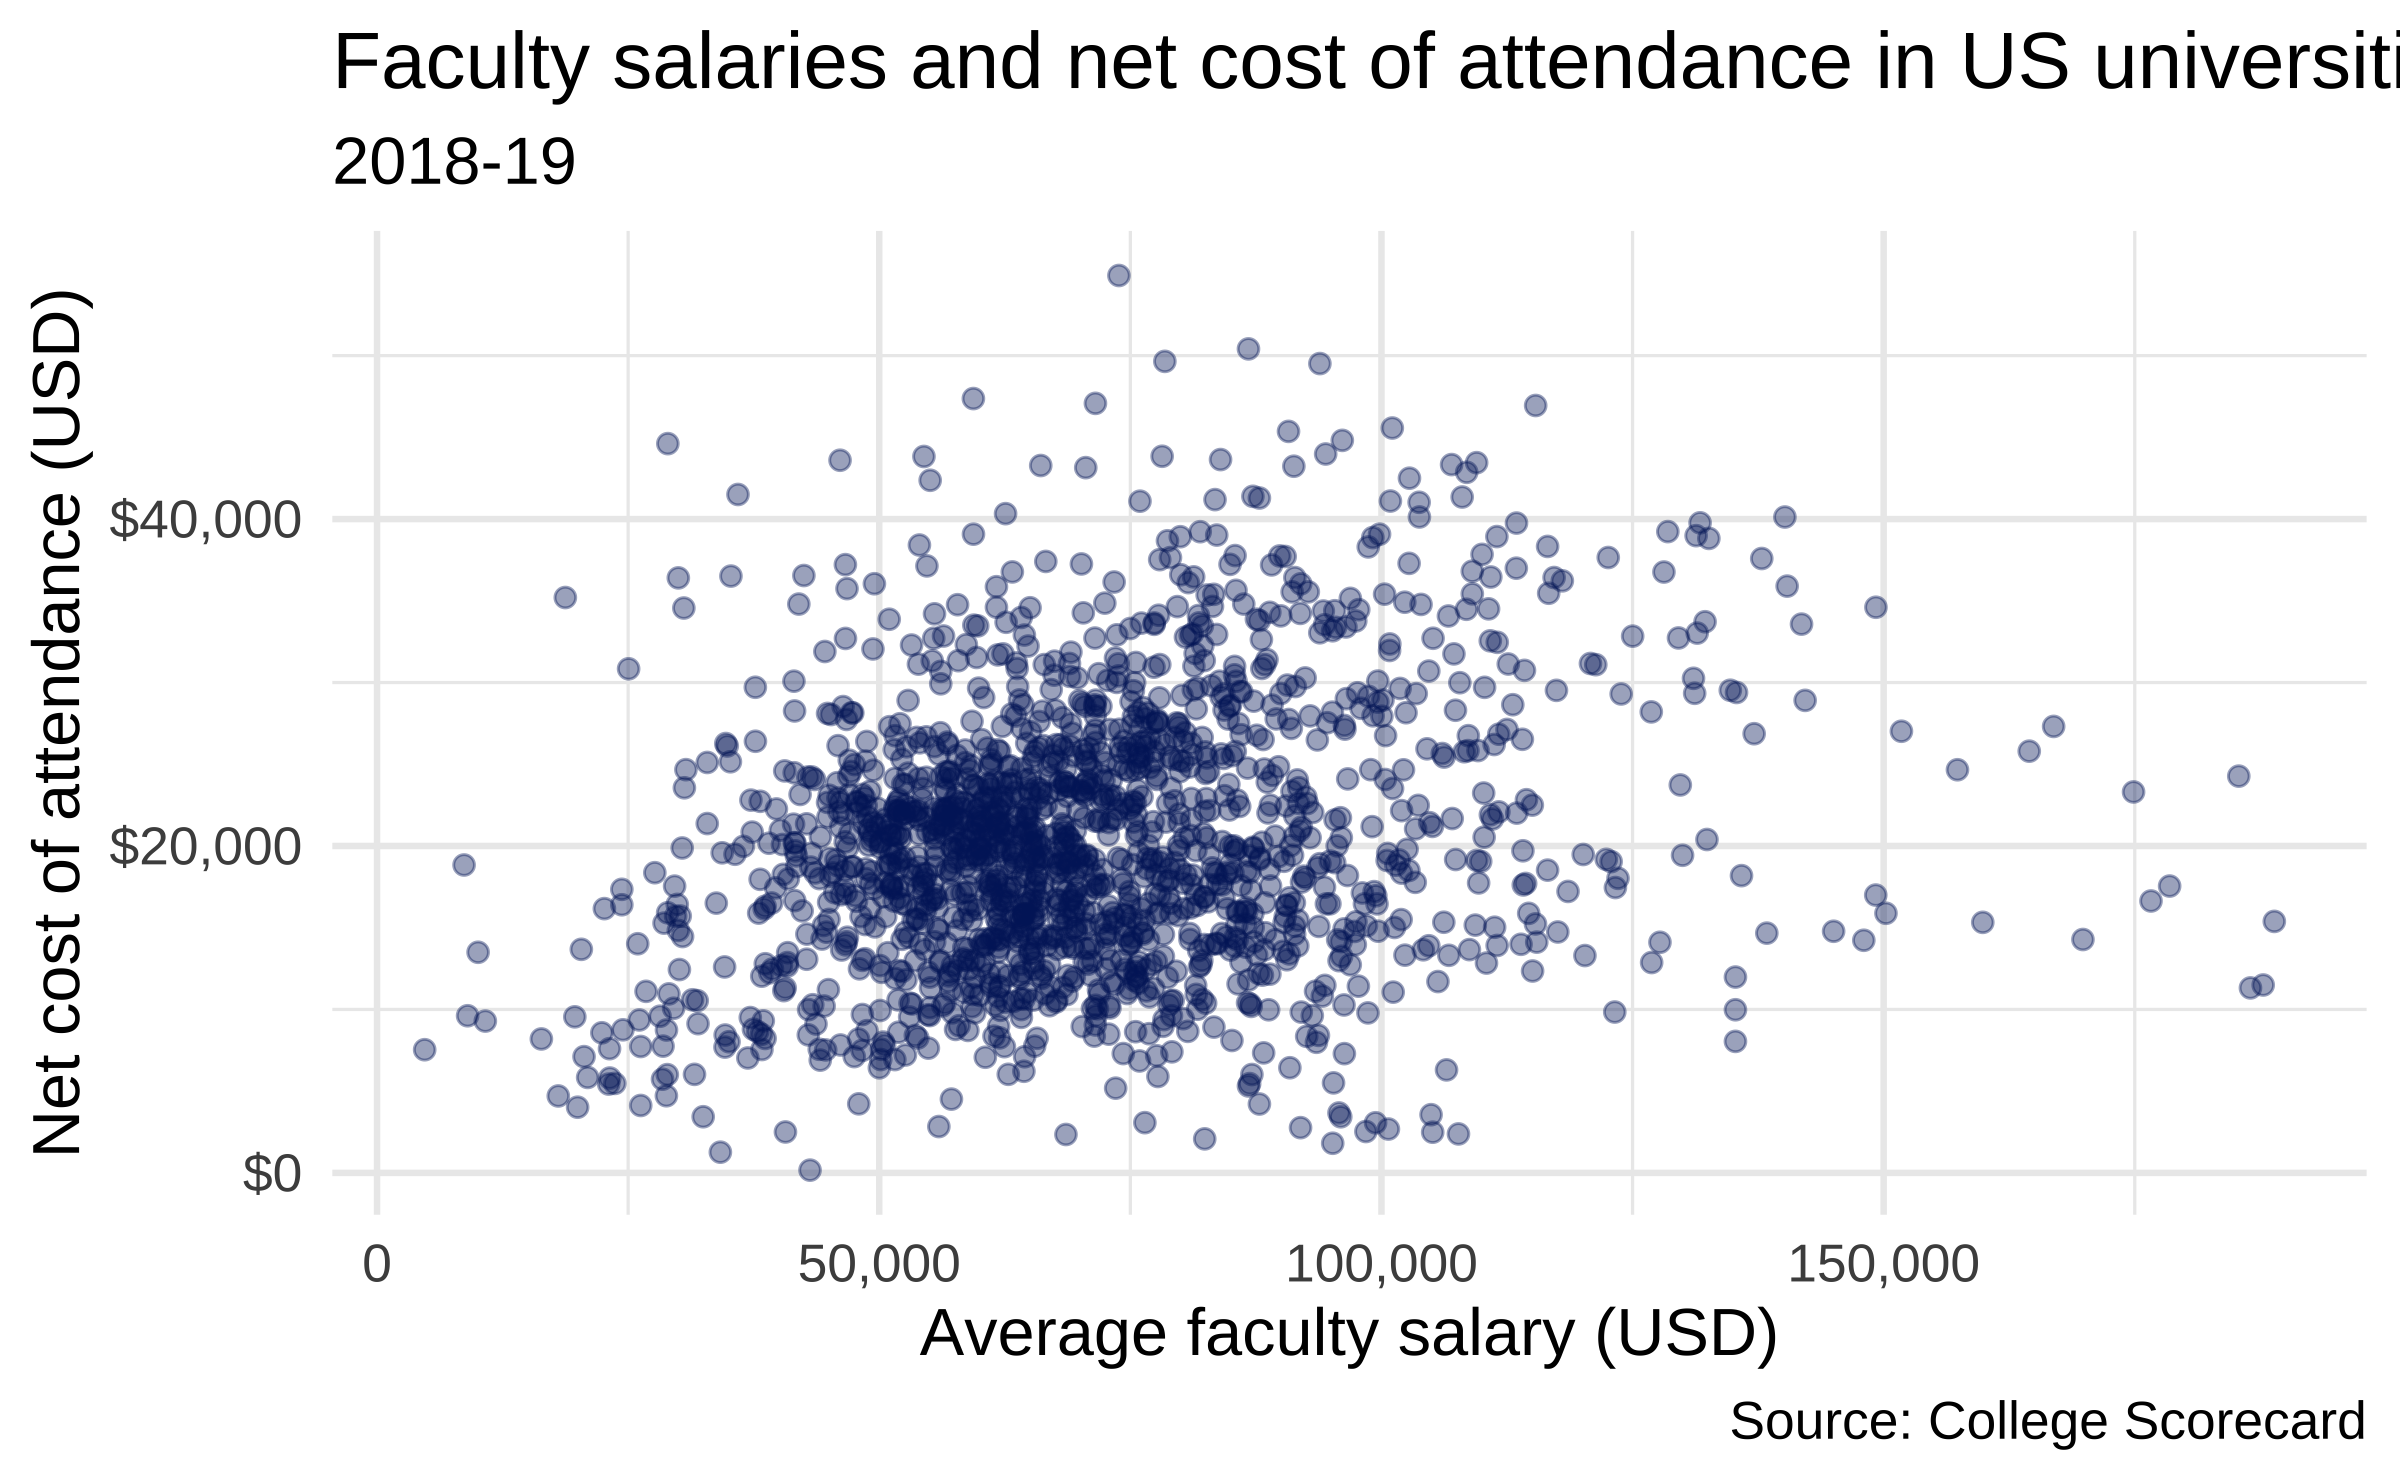 Faculty salaries and net cost of attendance in US universiti
2018-19
Net cost of attendance (USD)
$40,000
$20,000
$0
0 50,000 100,000 150,000
Average faculty salary (USD)
Source: College Scorecard